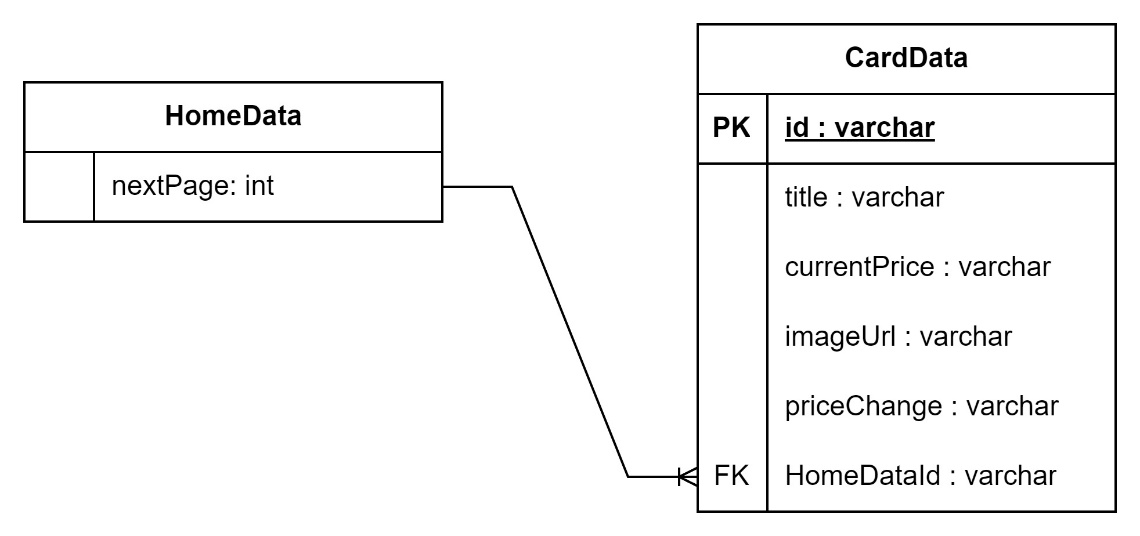 HomeData
nextPage: int
CardData
PK id : varchar
title : varchar
currentPrice : varchar
imageUrl : varchar
priceChange : varchar
FK HomeDataId : varchar